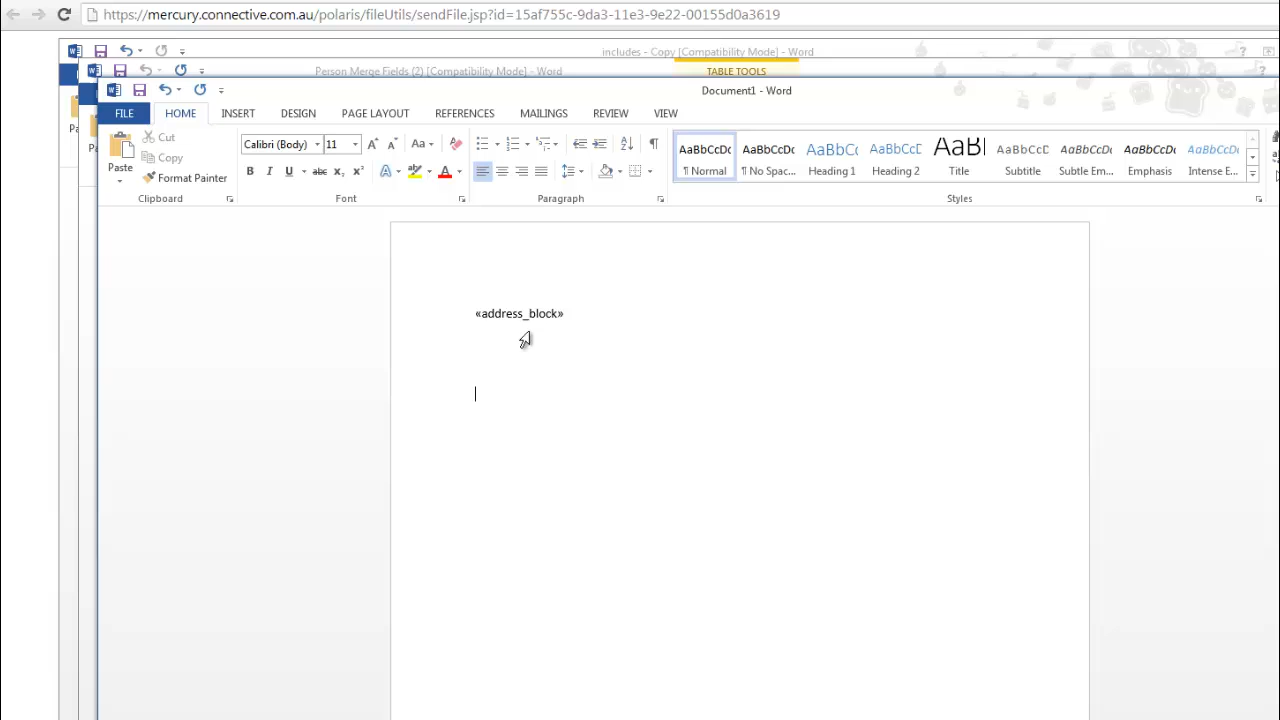 https://mercury.connective.com.au/polaris/fileUtils/sendFile.jsp?id=15af755c-9da3-11e3-9e22-00155d0a3619
includes - Copy [Compatibility Mode] - Word
Person Merge Fields (2) [Compatibility Mode] - Word
TABLE TOOLS
Document1 - Word
FILE HOME INSERT DESIGN PAGE LAYOUT REFERENCES MAILINGS REVIEW VIEW
Paste
Cut
Copy
Format Painter
Clipboard
Calibri (Body) 11
Font
Paragraph
AaBbCcDc AaBbCcDc AaBbCc AaBbCcC AaBl AaBbCcC AaBbCcDc AaBbCcDc AaBbCcDc
¶ Normal ¶ No Spac... Heading 1 Heading 2 Title Subtitle Subtle Em... Emphasis Intense E...
Styles
«address_block»